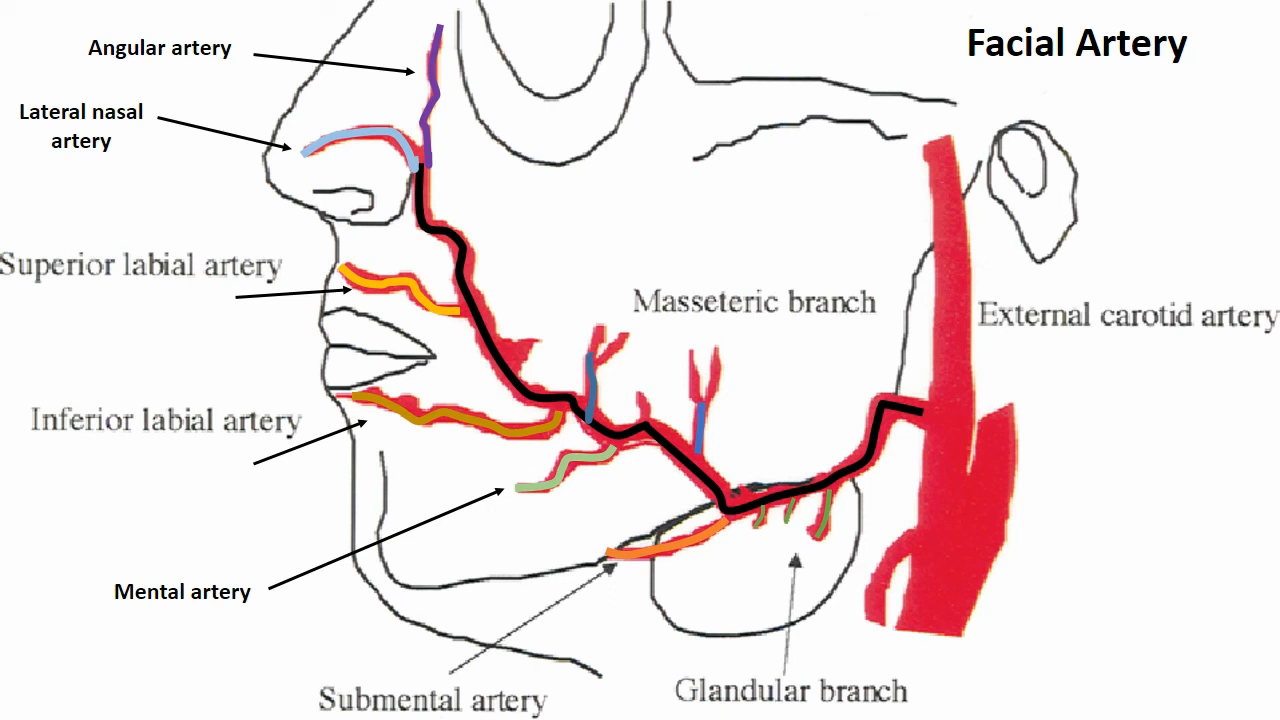 Facial Artery
Angular artery
Lateral nasal
artery
Superior labial artery
Masseteric branch
External carotid artery
Inferior labial artery
Mental artery
Submental artery
Glandular branch